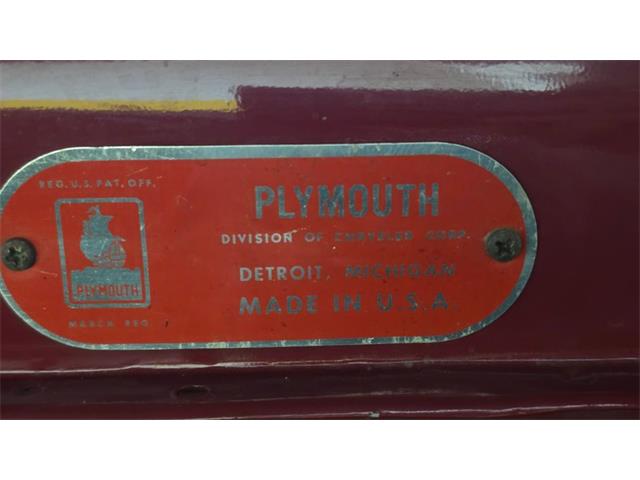 REG. U.S. PAT. OFF.
PLYMOUTH
MARCA REG.
PLYMOUTH
DIVISION OF CHRYSLER CORP.
DETROIT, MICHIGAN
MADE IN U.S.A.